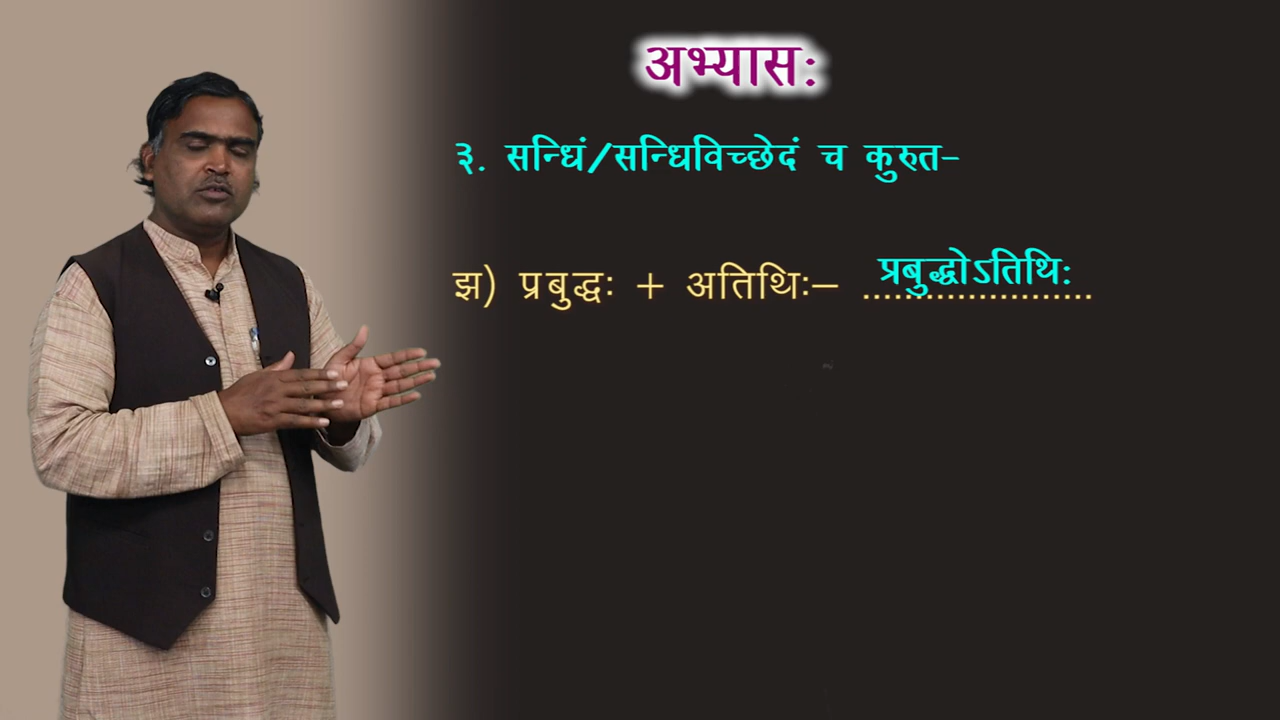 अभ्यासः
३. सन्धिं/सन्धिविच्छेदं च कुरुत-
झ) प्रबुद्धः + अतिथिः– ..................... प्रबुद्धोऽतिथिः